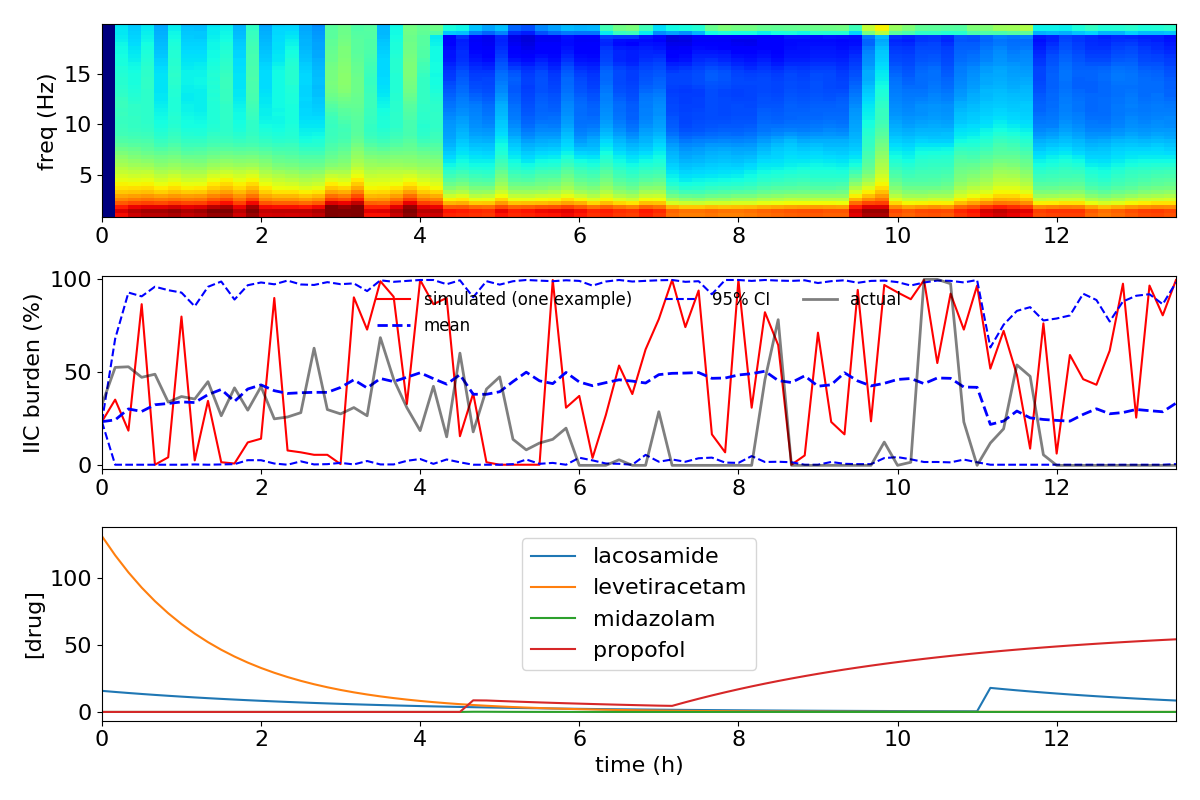 freq (Hz)
15
10
5
0 2 4 6 8 10 12
IIC burden (%)
100
50
0
simulated (one example) 95% CI actual
mean
0 2 4 6 8 10 12
[drug]
100
50
0
lacosamide
levetiracetam
midazolam
propofol
0 2 4 6 8 10 12
time (h)